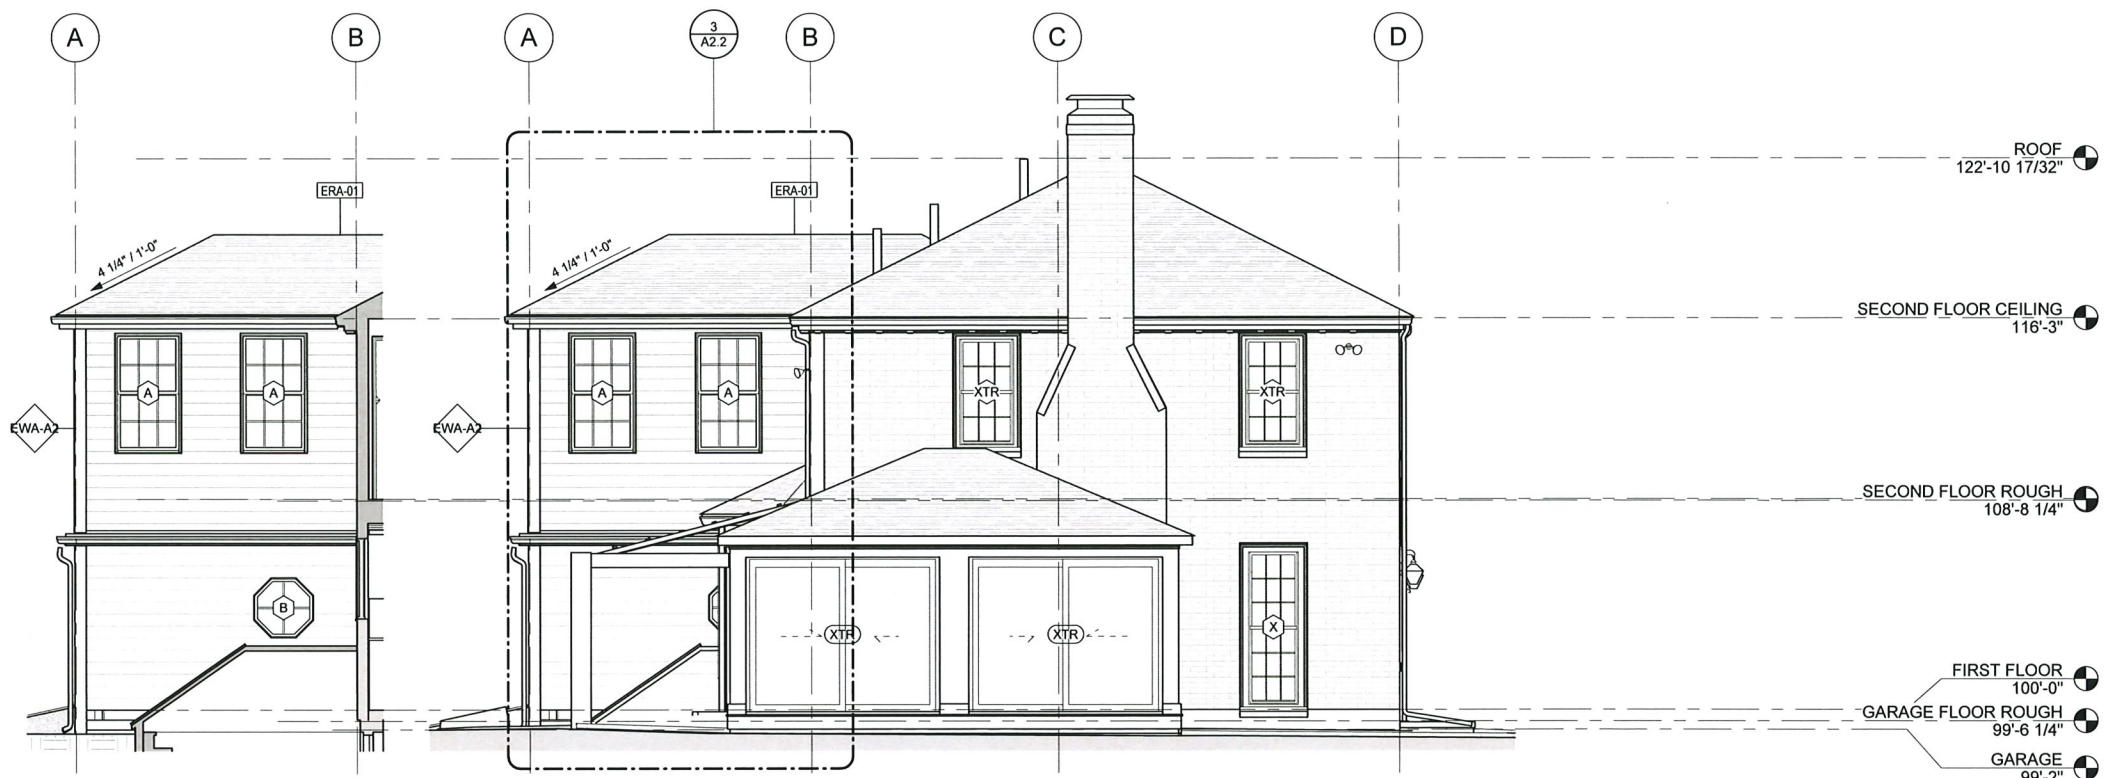 A
B
A
3
A2.2
B
C
D
ROOF
122'-10 17/32"
ERA-01
ERA-01
4 1/4" / 1'-0"
4 1/4" / 1'-0"
SECOND FLOOR CEILING
116'-3"
A
A
A
A
XTR
XTR
EWA-A2
EWA-A2
SECOND FLOOR ROUGH
108'-8 1/4"
B
XTR
XTR
X
FIRST FLOOR
100'-0"
GARAGE FLOOR ROUGH
99'-6 1/4"
GARAGE
99'-2"